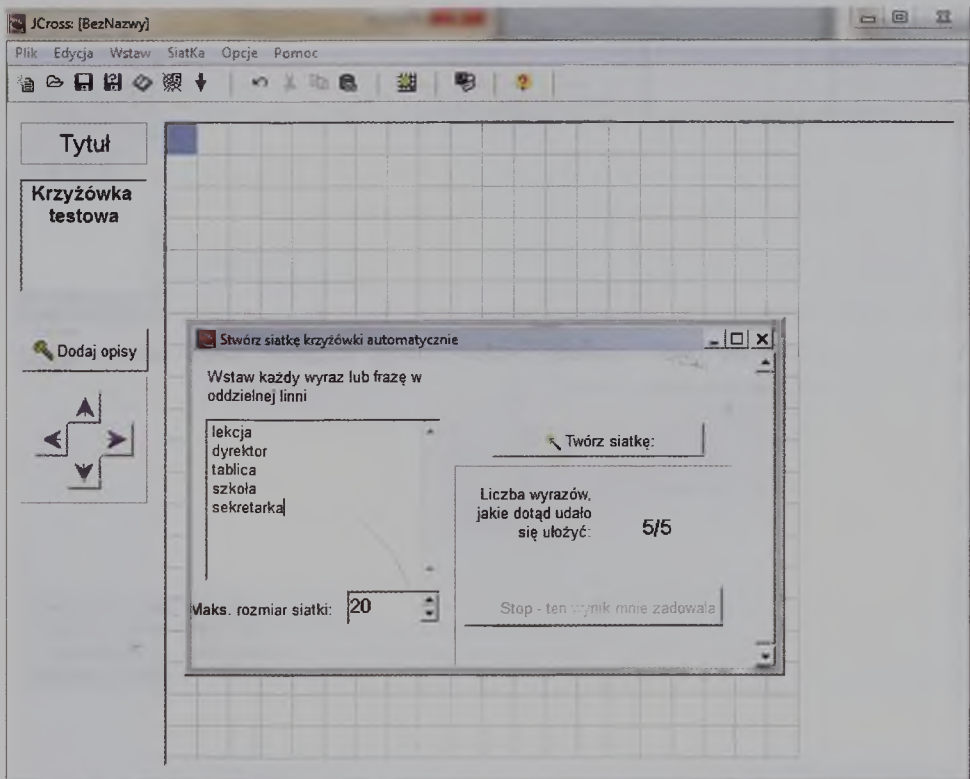 JCross: [BezNazwy]
Plik Edycja Wstaw SiatKa Opcje Pomoc
Tytuł
Krzyżówka
testowa
Dodaj opisy
Stwórz siatkę krzyżówki automatycznie
Wstaw każdy wyraz lub frazę w
oddzielnej linni
lekcja
dyrektor
tablica
szkoła
sekretarka
Maks. rozmiar siatki: 20
Twórz siatkę:
Liczba wyrazów,
jakie dotąd udało
się ułożyć: 5/5
Stop - ten wynik mnie zadowala